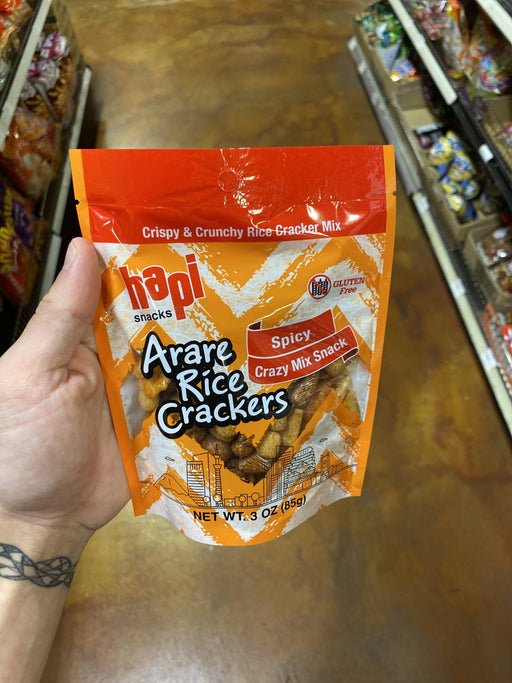 Crispy & Crunchy Rice Cracker Mix
hapi
snacks
GLUTEN
Free
Spicy
Crazy Mix Snack
Arare
Rice
Crackers
NET WT. 3 OZ (85g)